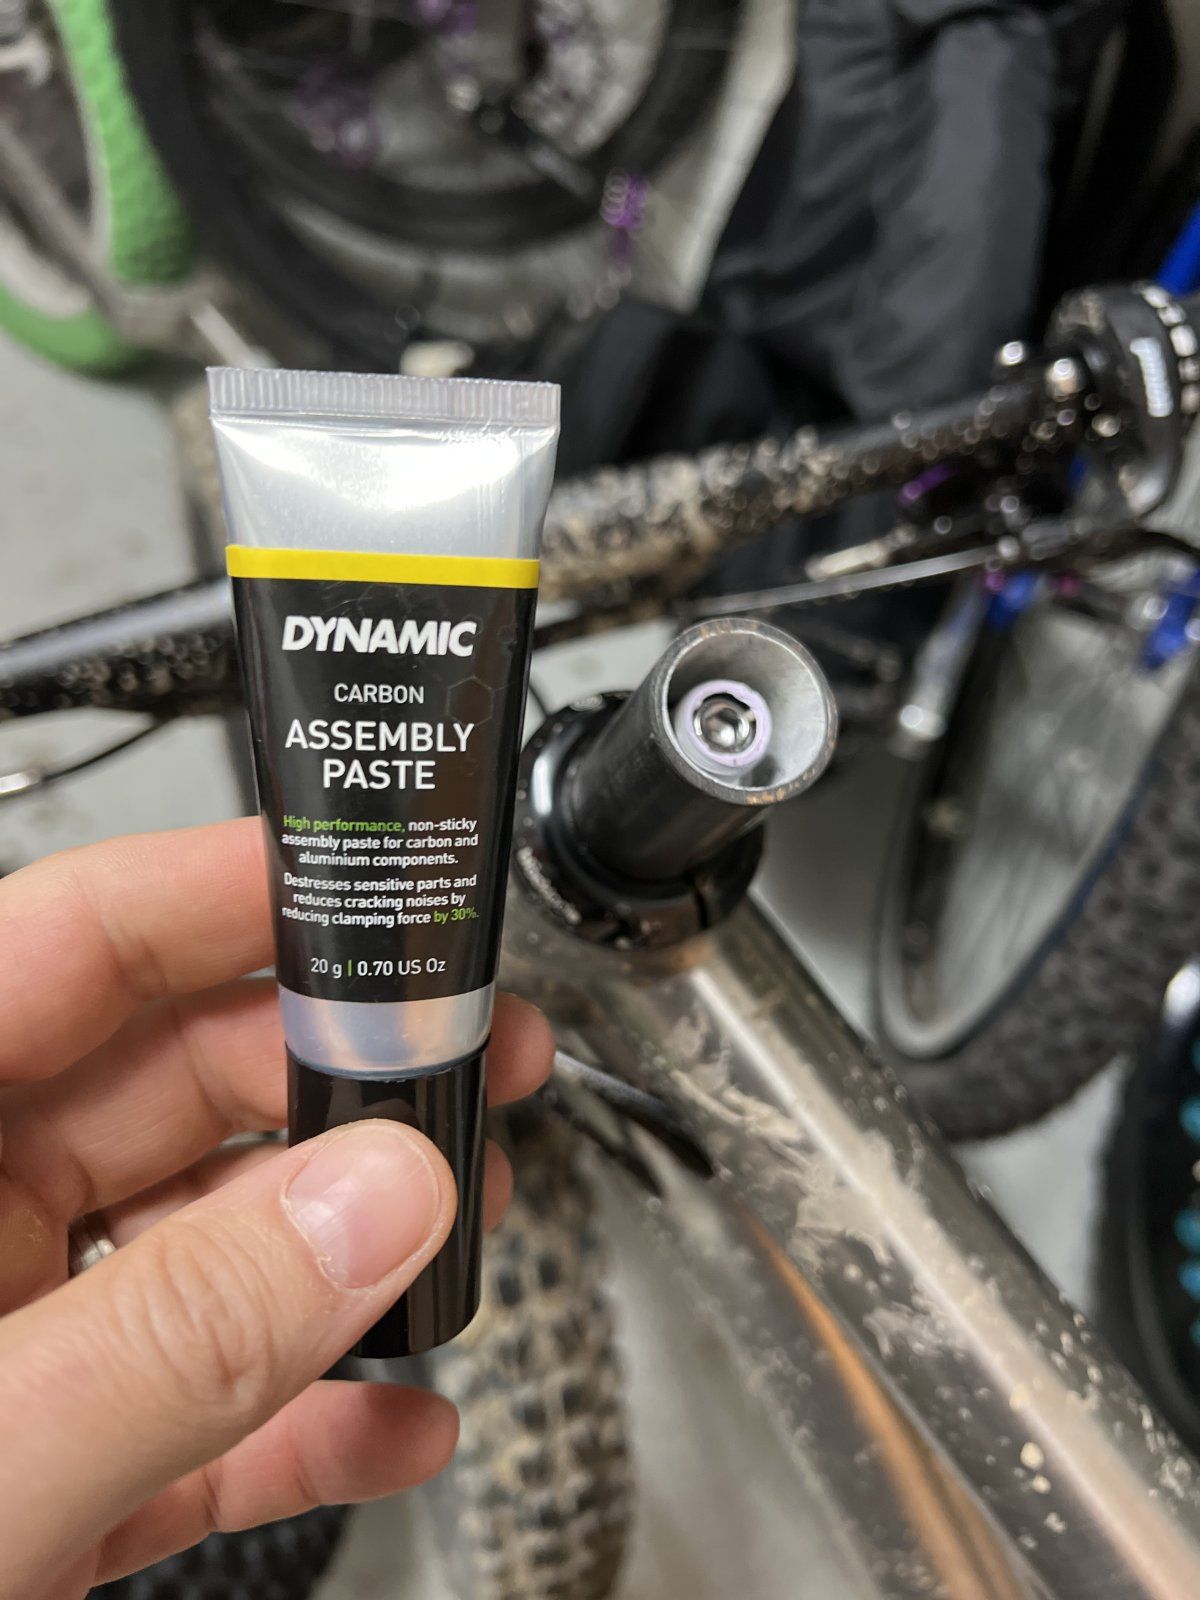 DYNAMIC
CARBON
ASSEMBLY
PASTE
High performance, non-sticky
assembly paste for carbon and
aluminium components.
Destresses sensitive parts and
reduces cracking noises by
reducing clamping force by 30%.
20 g | 0.70 US Oz